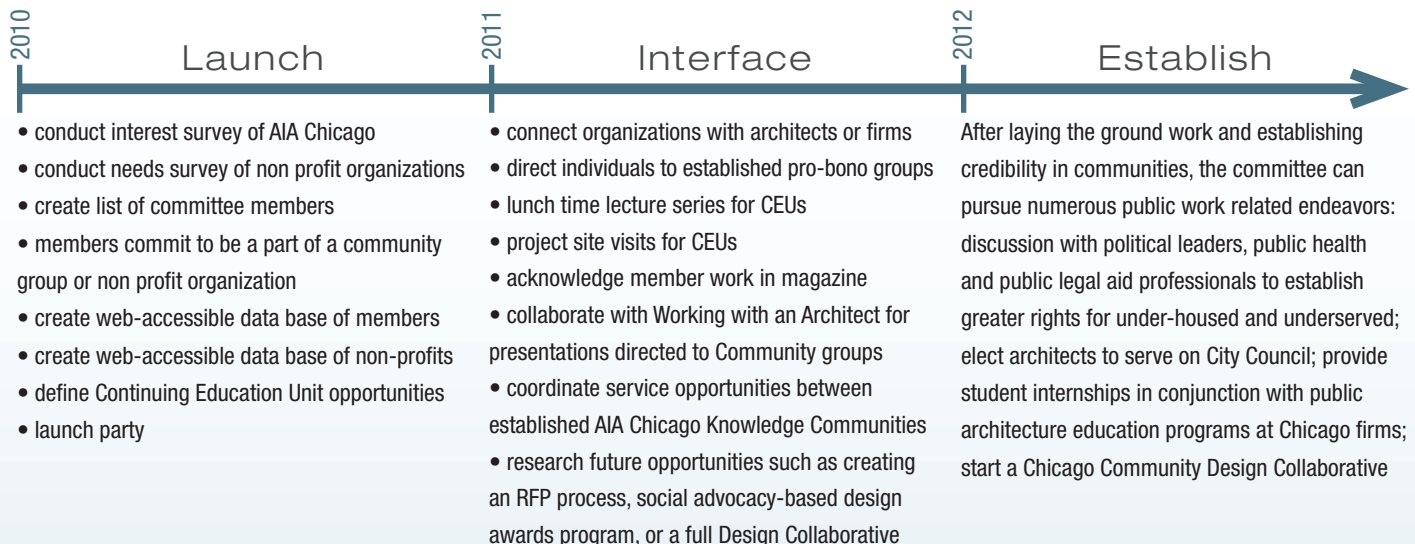 2010
Launch
• conduct interest survey of AIA Chicago
• conduct needs survey of non profit organizations
• create list of committee members
• members commit to be a part of a community
group or non profit organization
• create web-accessible data base of members
• create web-accessible data base of non-profits
• define Continuing Education Unit opportunities
• launch party
2011
Interface
• connect organizations with architects or firms
• direct individuals to established pro-bono groups
• lunch time lecture series for CEUs
• project site visits for CEUs
• acknowledge member work in magazine
• collaborate with Working with an Architect for
presentations directed to Community groups
• coordinate service opportunities between
established AIA Chicago Knowledge Communities
• research future opportunities such as creating
an RFP process, social advocacy-based design
awards program, or a full Design Collaborative
2012
Establish
After laying the ground work and establishing
credibility in communities, the committee can
pursue numerous public work related endeavors:
discussion with political leaders, public health
and public legal aid professionals to establish
greater rights for under-housed and underserved;
elect architects to serve on City Council; provide
student internships in conjunction with public
architecture education programs at Chicago firms;
start a Chicago Community Design Collaborative